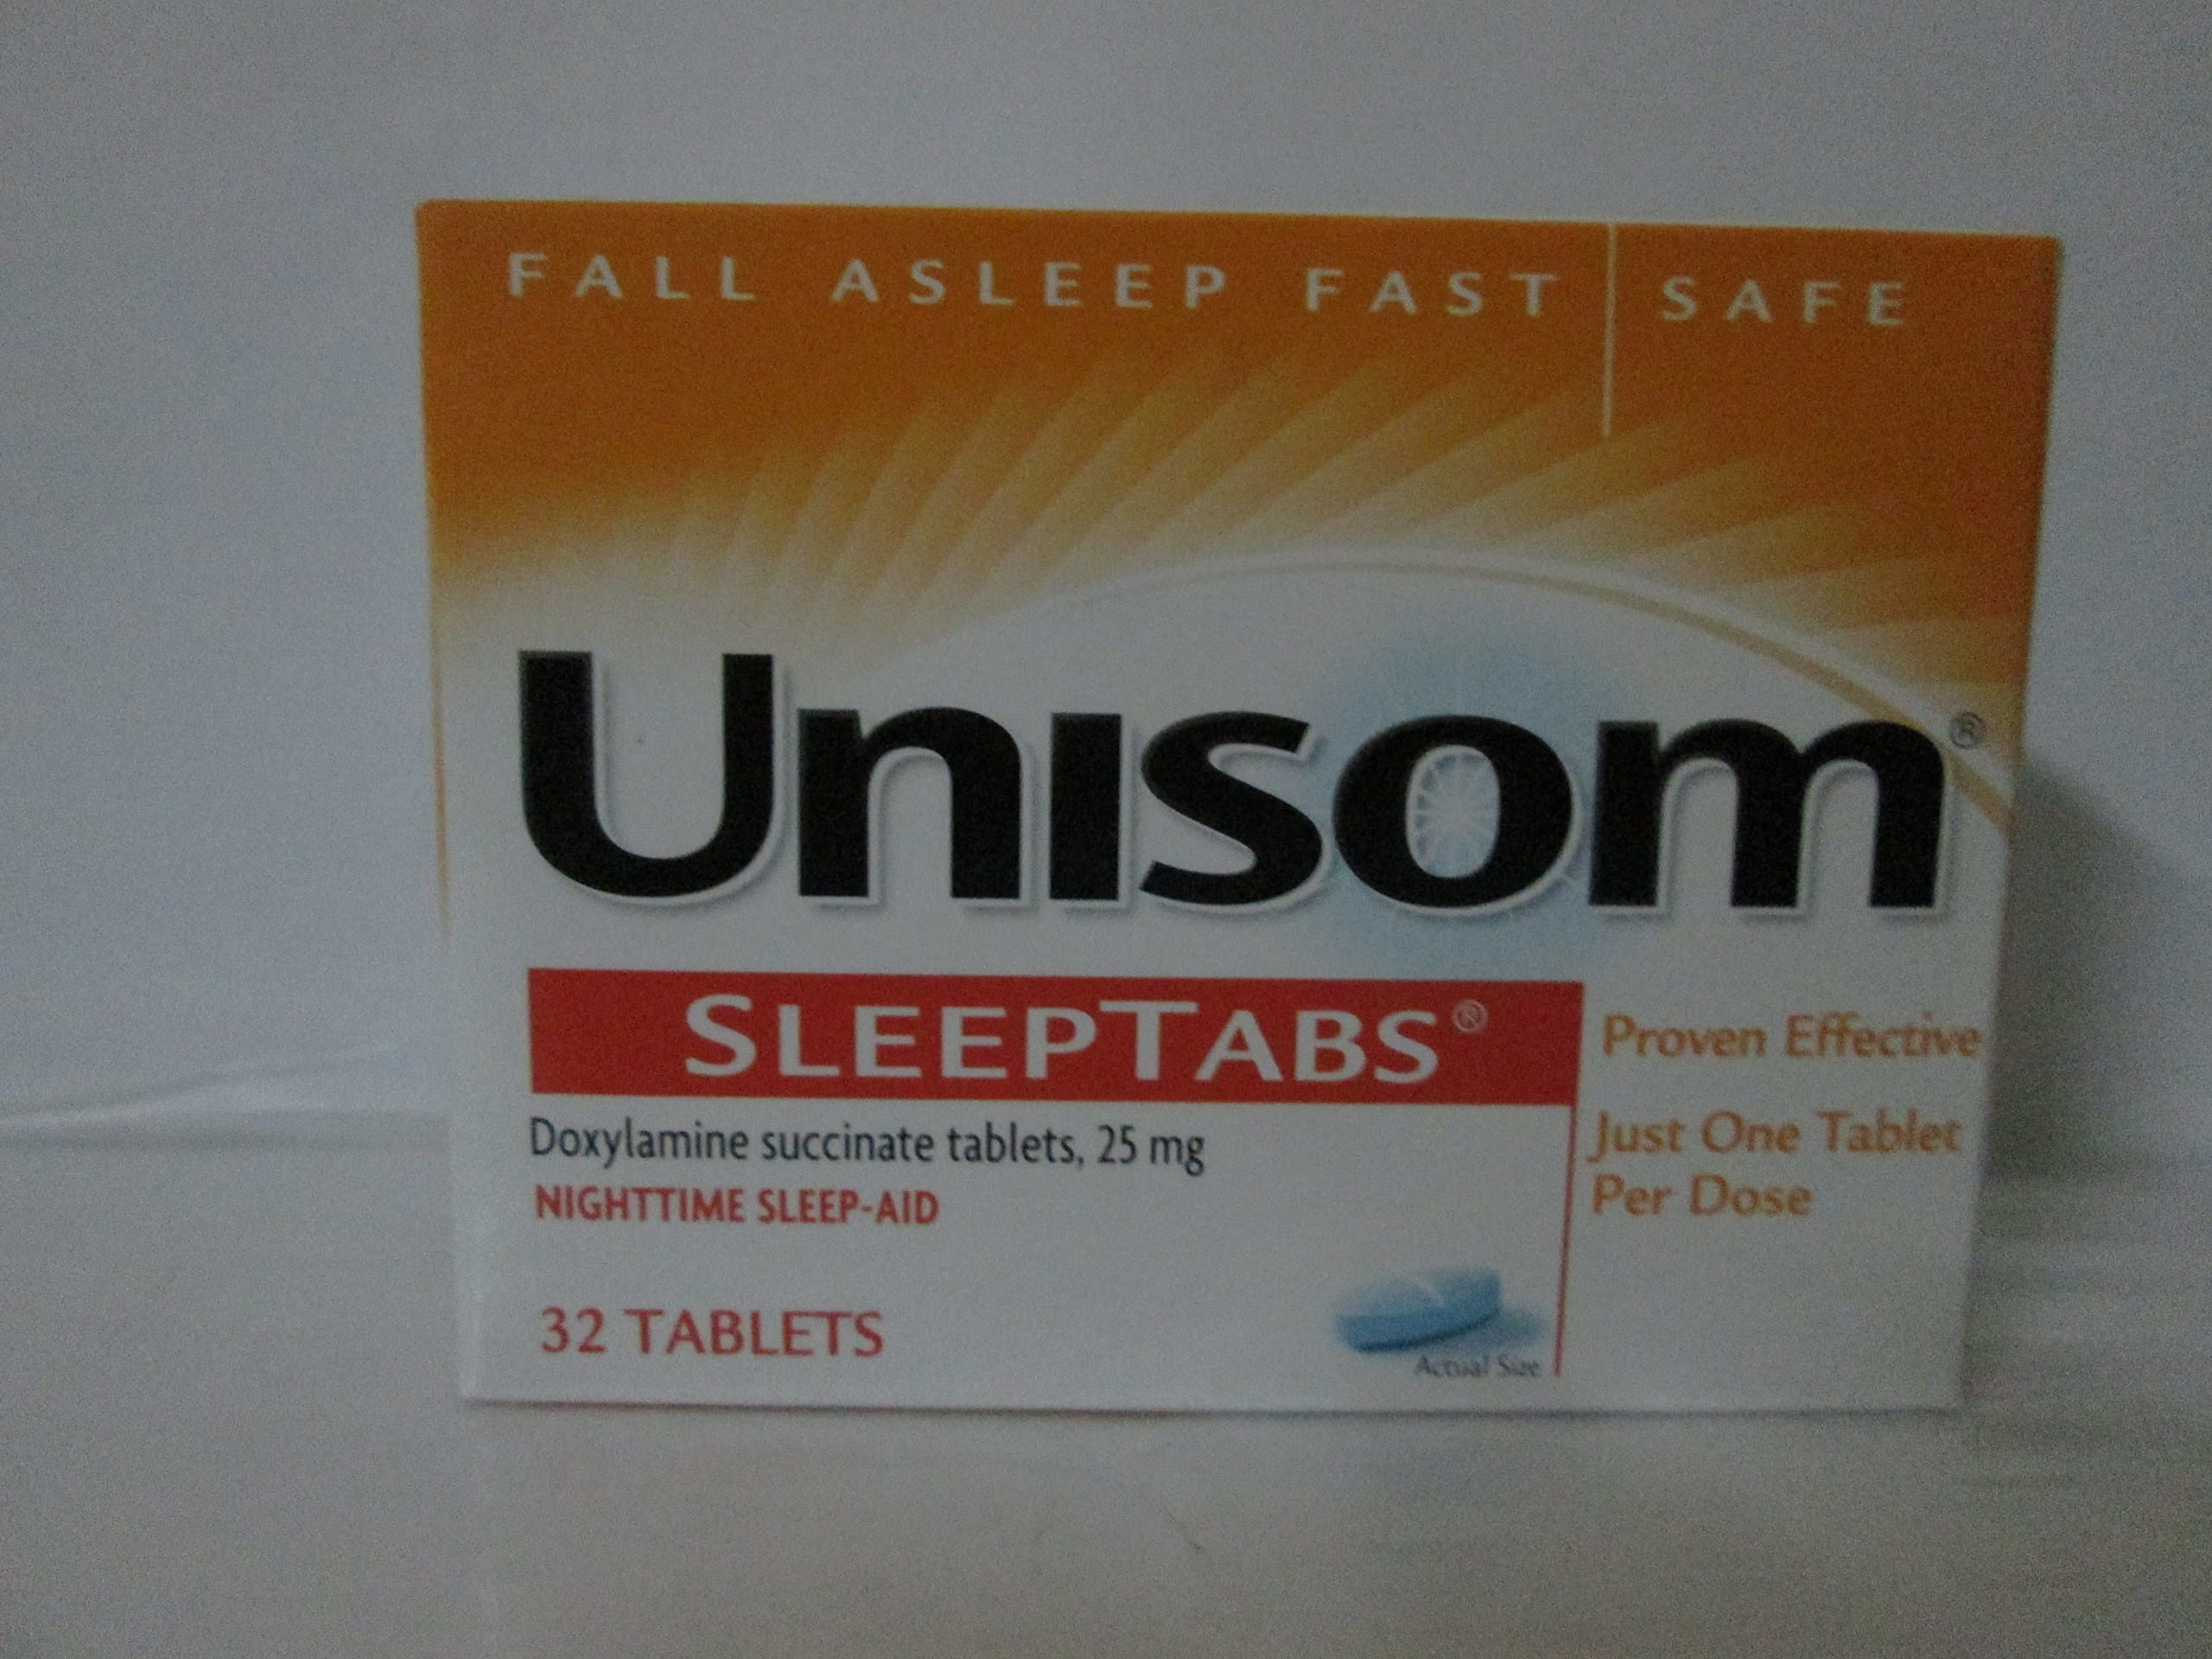 FALL ASLEEP FAST SAFE
Unisom®
SLEEPTABS®
Doxylamine succinate tablets, 25 mg
NIGHTTIME SLEEP-AID
32 TABLETS
Actual Size
Proven Effective
Just One Tablet
Per Dose